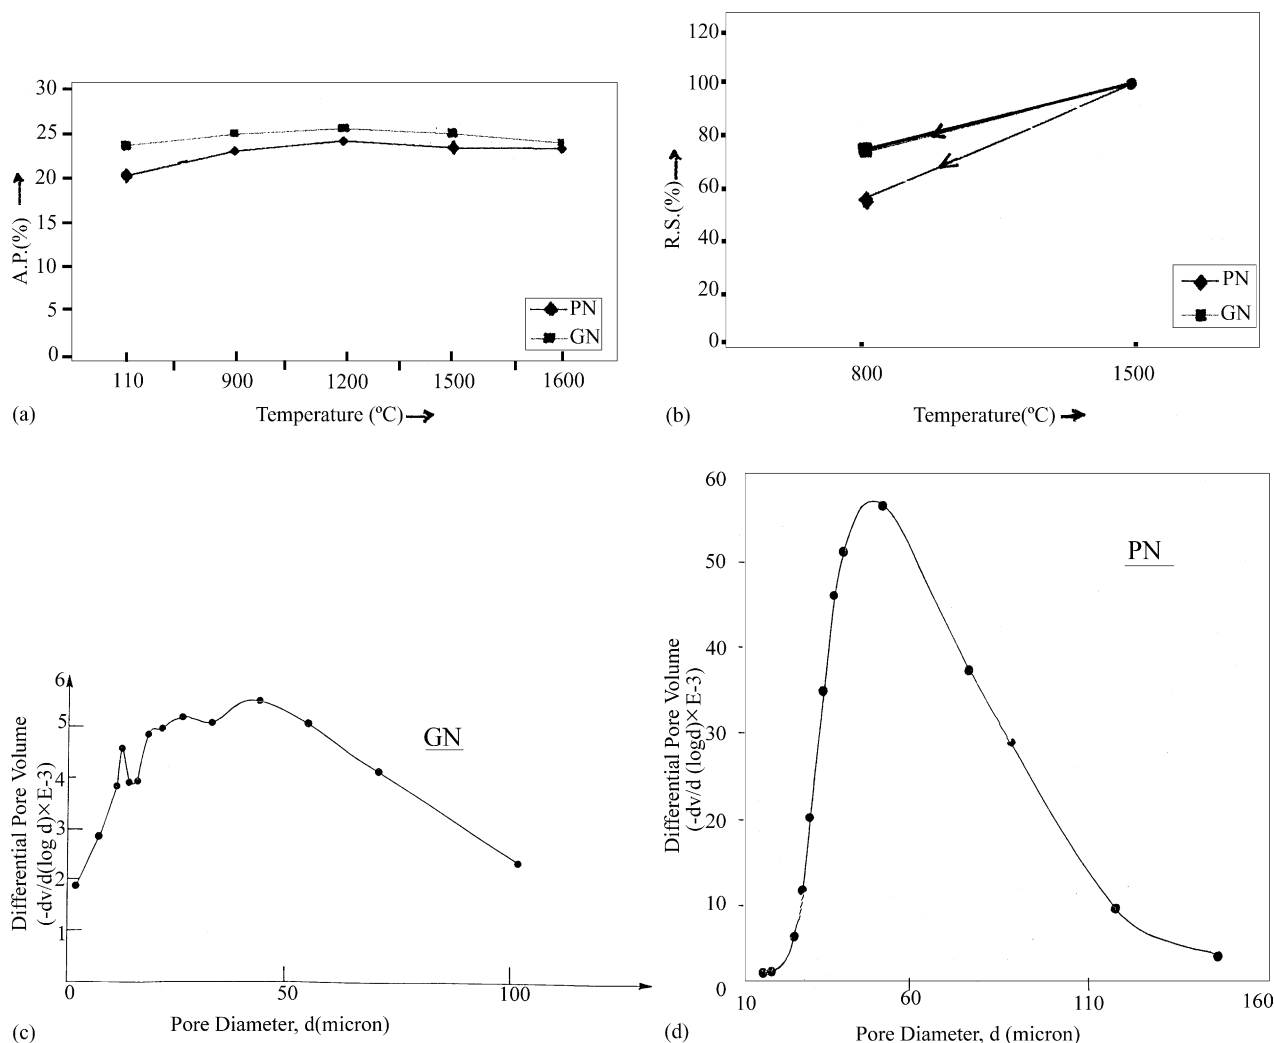 30
25
20
15
10
5
0
A.P.(%)
PN
GN
110 900 1200 1500 1600
Temperature (ºC)
(a)
120
100
80
60
40
20
0
R.S.(%)
PN
GN
800 1500
Temperature(ºC)
(b)
6
5
4
3
2
1
Differential Pore Volume
(-dv/d(log d)×E-3)
GN
0 50 100
Pore Diameter, d(micron)
(c)
60
50
40
30
20
10
0
Differential Pore Volume
(-dv/d (logd)×E-3)
PN
10 60 110 160
Pore Diameter, d (micron)
(d)